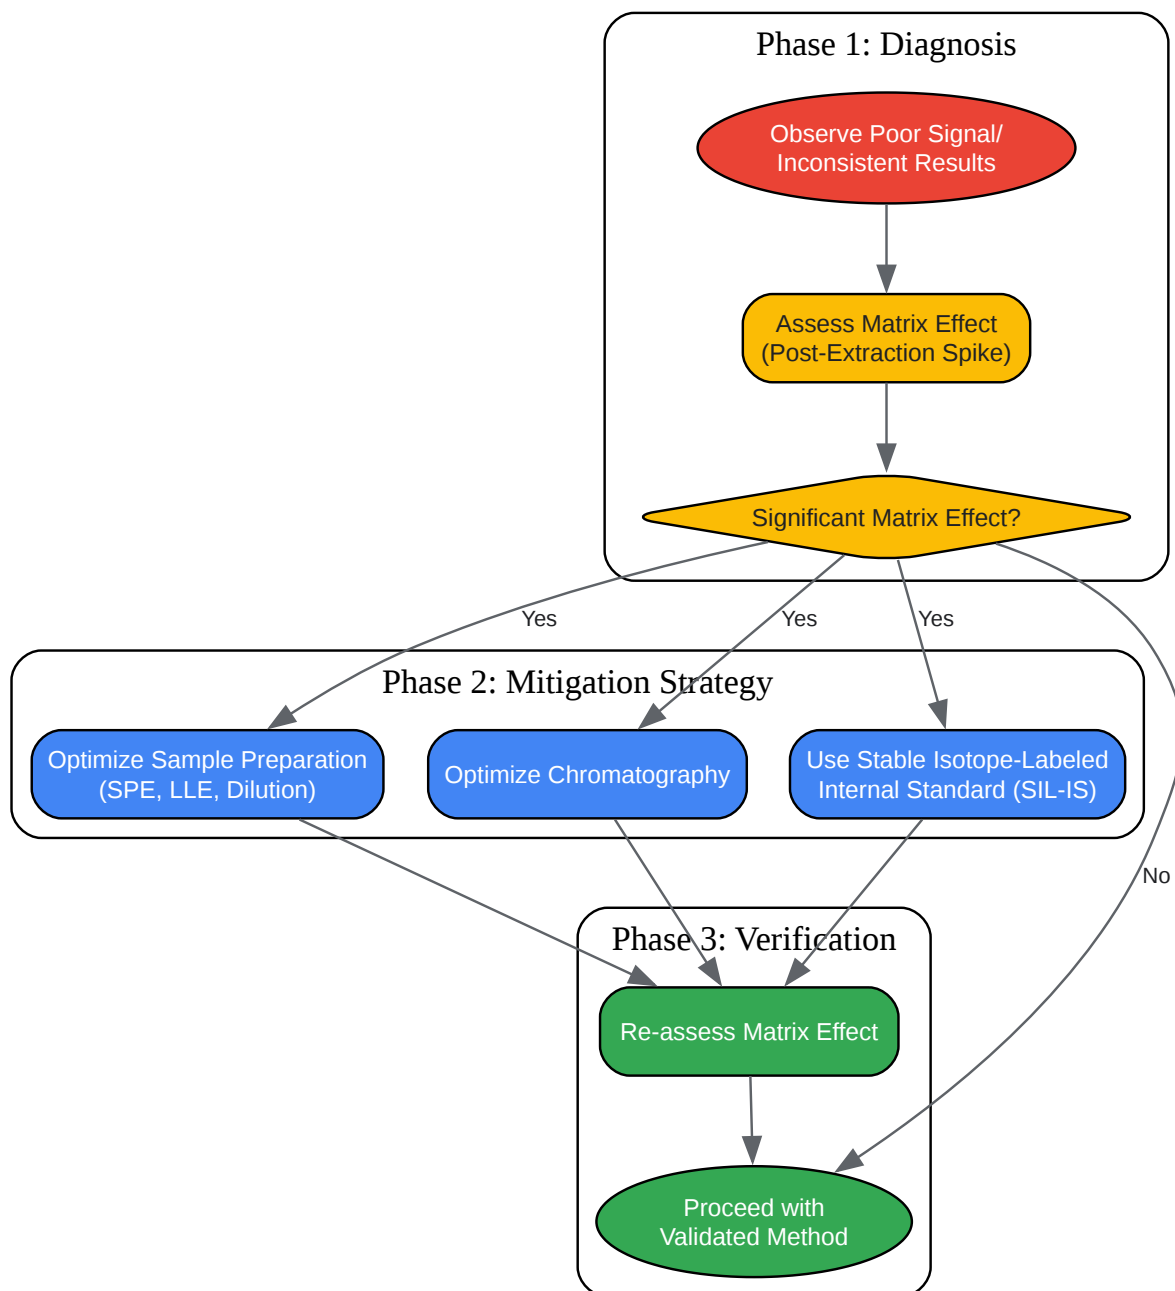 Phase 1: Diagnosis
Observe Poor Signal/
Inconsistent Results
Assess Matrix Effect
(Post-Extraction Spike)
Significant Matrix Effect?
Yes
Yes
Yes
Phase 2: Mitigation Strategy
Optimize Sample Preparation
(SPE, LLE, Dilution)
Optimize Chromatography
Use Stable Isotope-Labeled
Internal Standard (SIL-IS)
No
Phase 3: Verification
Re-assess Matrix Effect
Proceed with
Validated Method